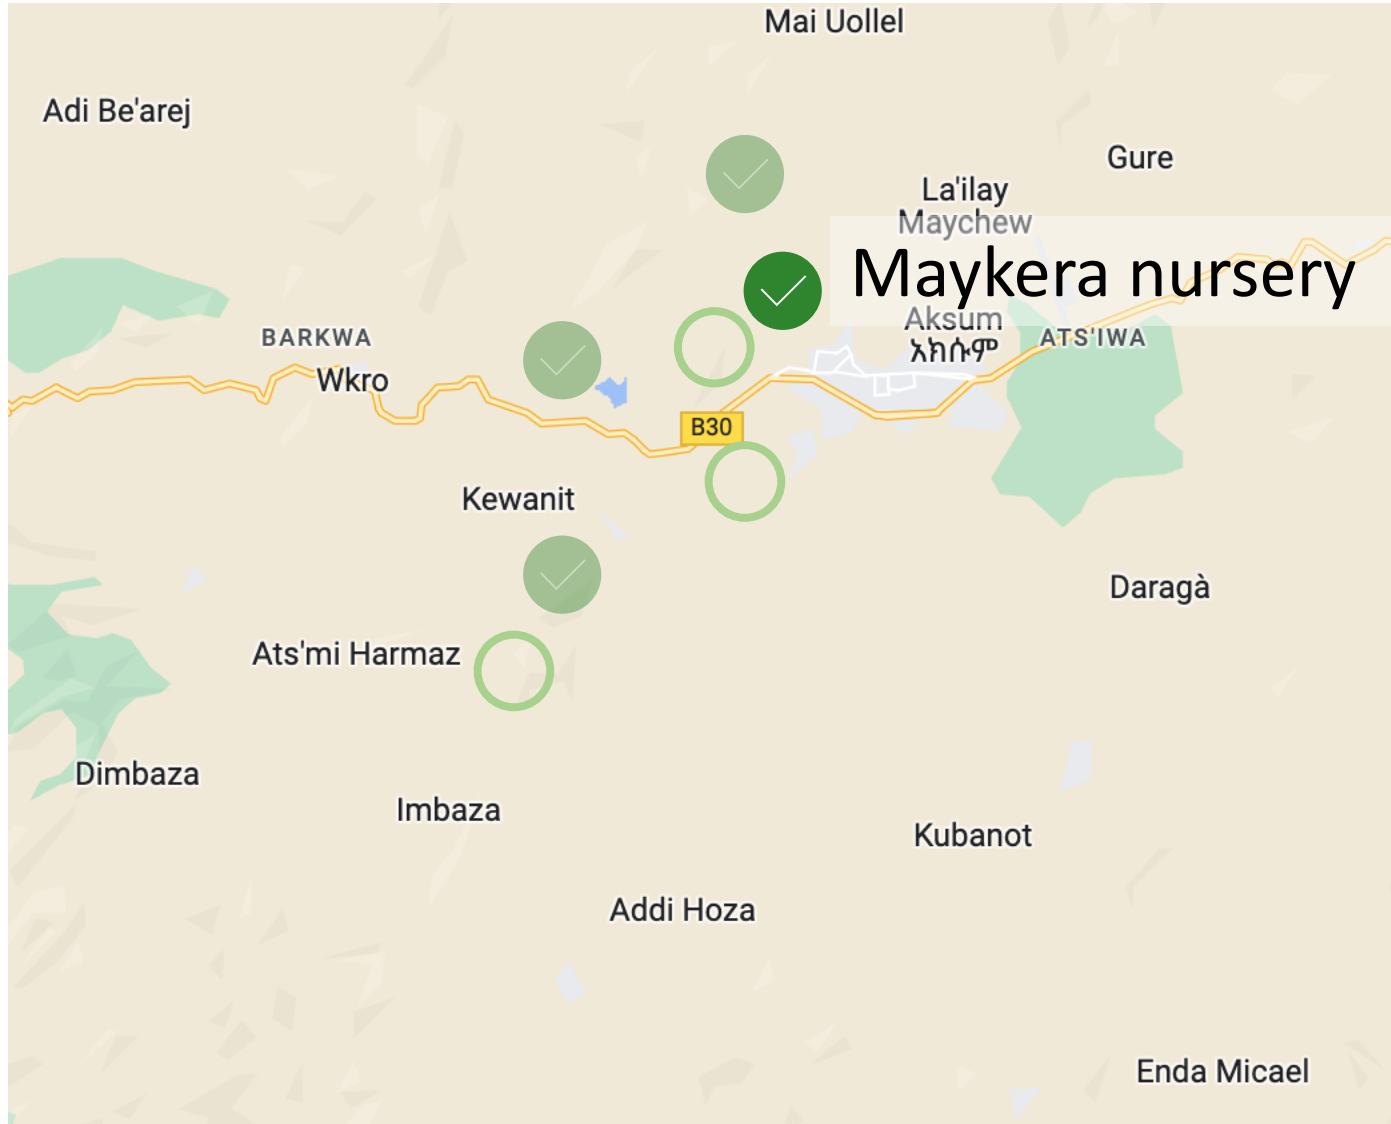 Mai Uollel
Adi Be'arej
Gure
La'ilay
Maychew
Maykera nursery
Aksum
አክሱም
ATS'IWA
BARKWA
Wkro
B30
Kewanit
Daragà
Ats'mi Harmaz
Dimbaza
Imbaza
Kubanot
Addi Hoza
Enda Micael